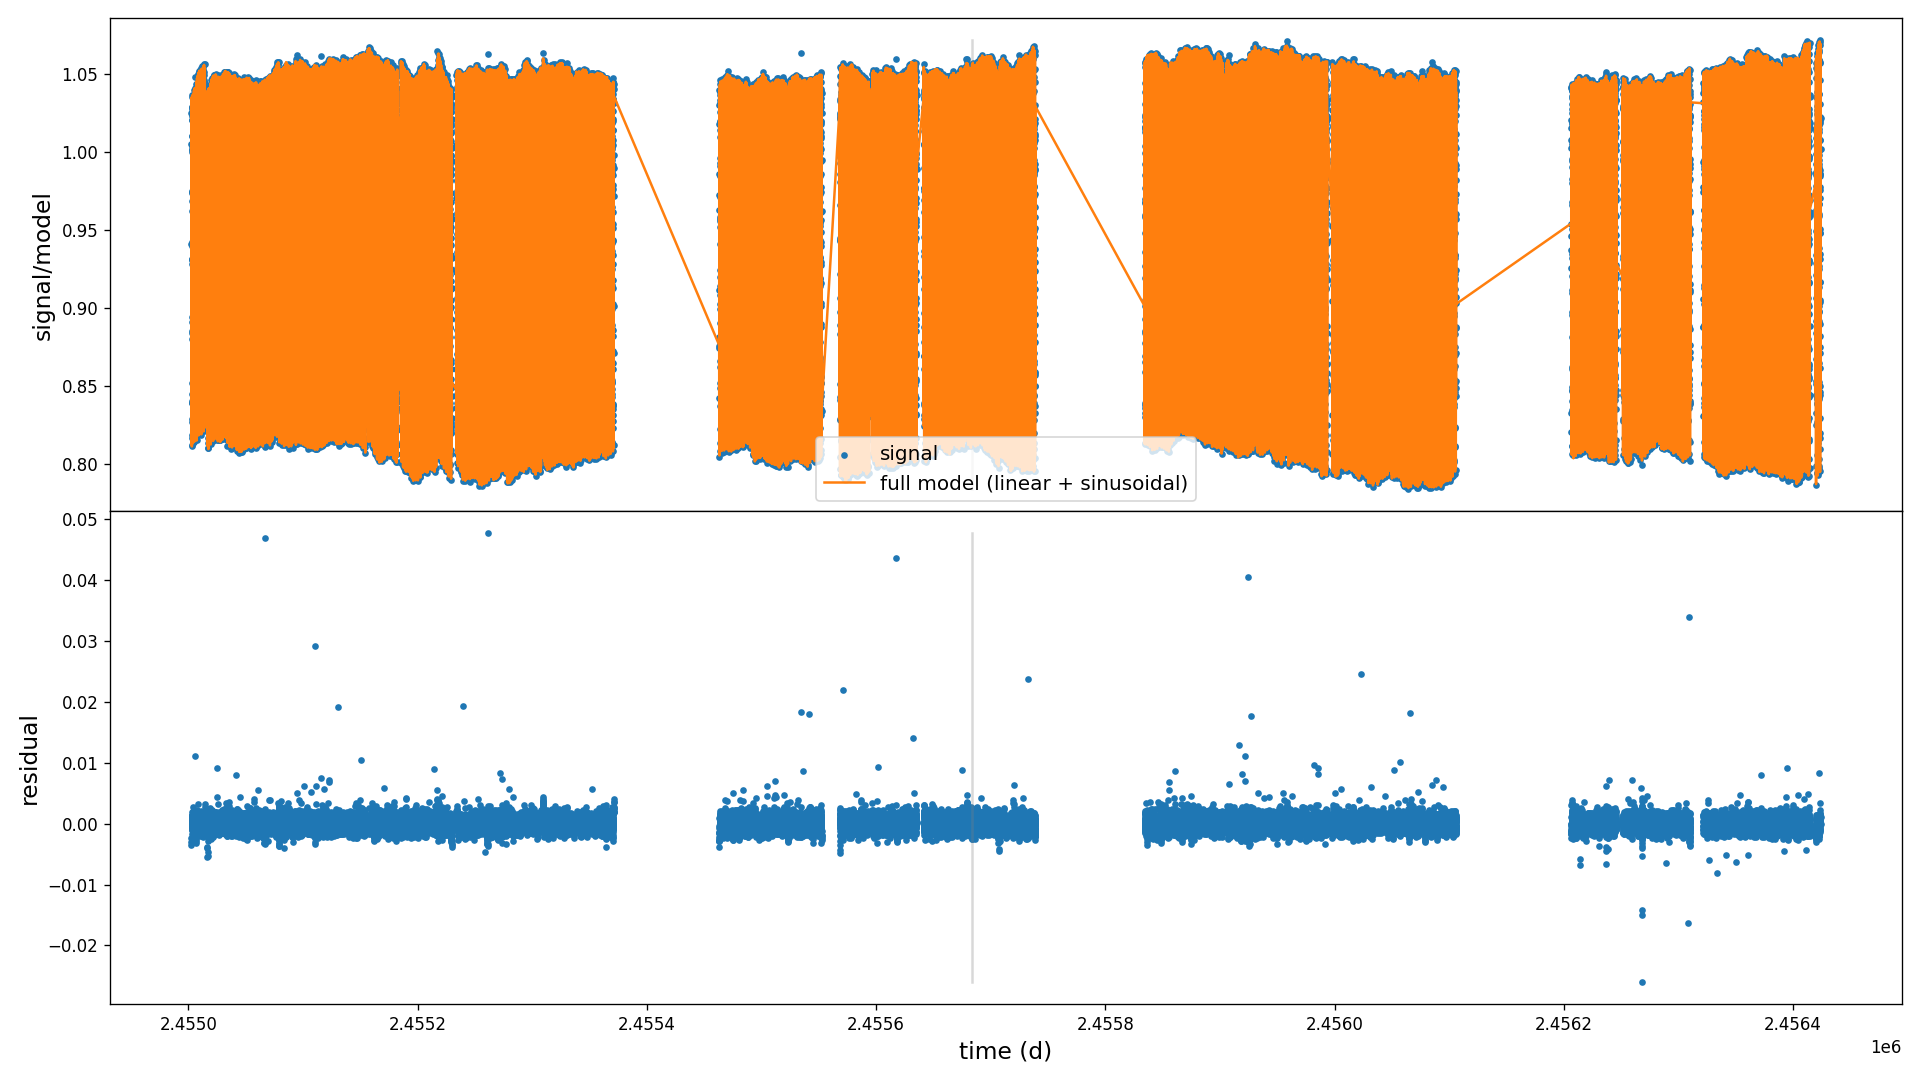 1.05
1.00
0.95
0.90
0.85
0.80
signal/model
signal
full model (linear + sinusoidal)
0.05
0.04
0.03
0.02
0.01
0.00
−0.01
−0.02
residual
2.4550 2.4552 2.4554 2.4556 2.4558 2.4560 2.4562 2.4564
1e6
time (d)